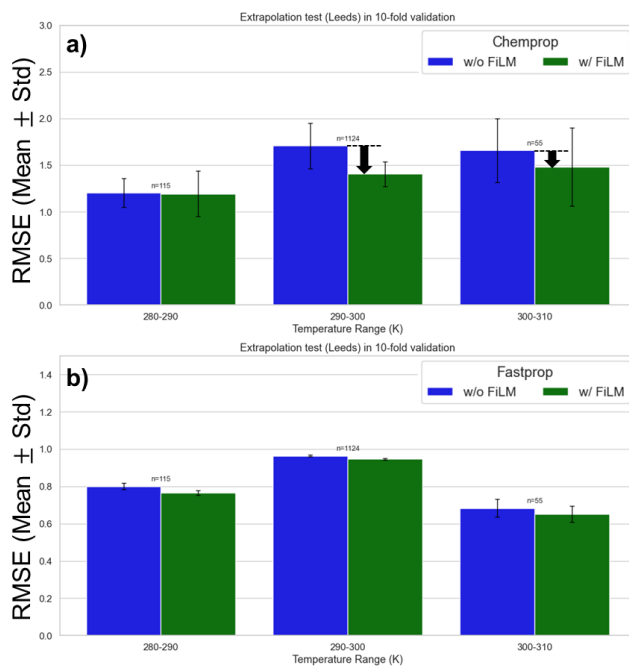 Extrapolation test (Leeds) in 10-fold validation
a)
Chemprop
w/o FiLM w/ FiLM
RMSE (Mean ± Std)
3.0
2.5
2.0
1.5
1.0
0.5
0.0
n=115
n=1124
n=55
280-290 290-300 300-310
Temperature Range (K)
Extrapolation test (Leeds) in 10-fold validation
b)
Fastprop
w/o FiLM w/ FiLM
RMSE (Mean ± Std)
1.4
1.2
1.0
0.8
0.6
0.4
0.2
0.0
n=115
n=1124
n=55
280-290 290-300 300-310
Temperature Range (K)